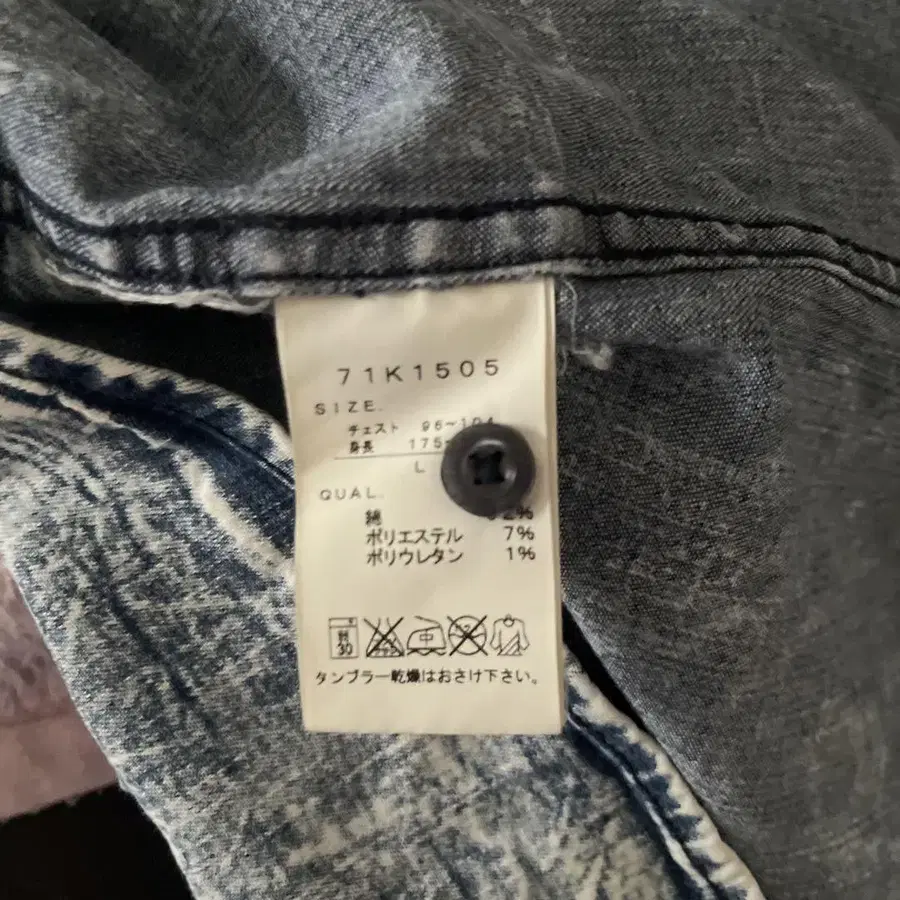 71K1505
SIZE.
チェスト 96~104
身長 175~
L
QUAL.
綿 2%
ポリエステル 7%
ポリウレタン 1%
30
中
タンブラー乾燥はおさけ下さい。